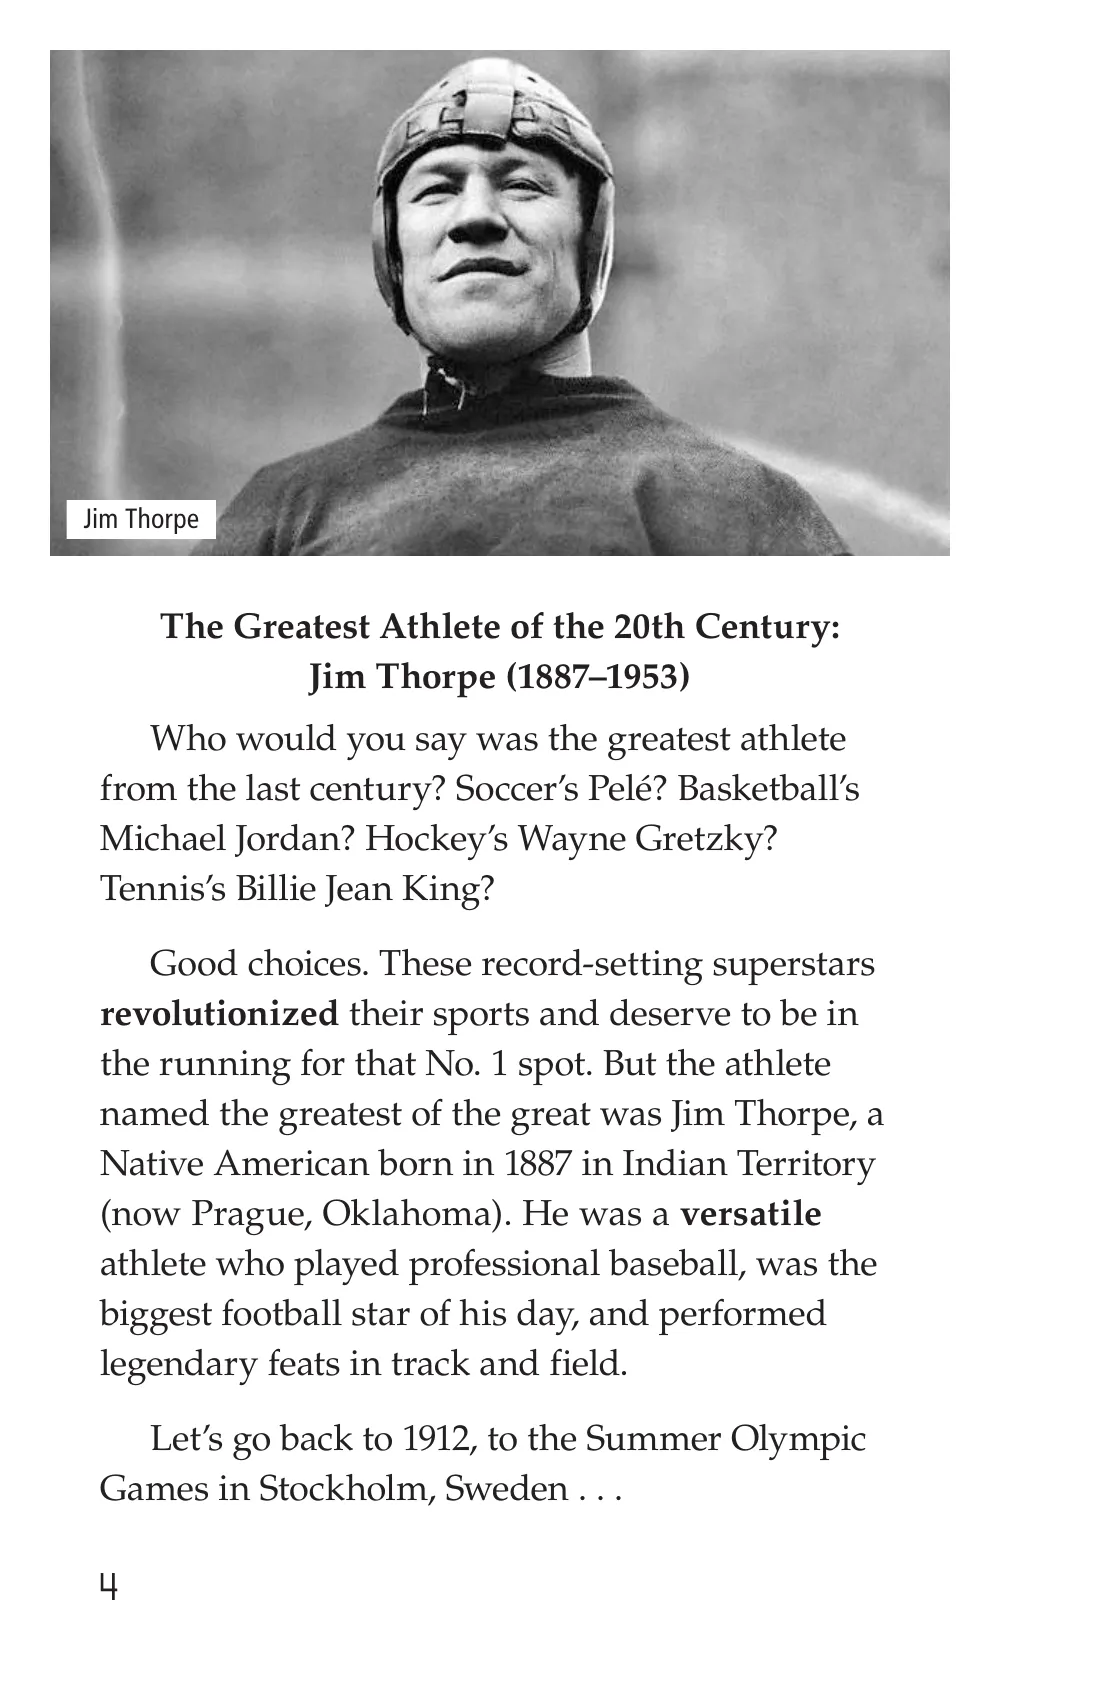 Jim Thorpe
The Greatest Athlete of the 20th Century:
Jim Thorpe (1887–1953)
Who would you say was the greatest athlete
from the last century? Soccer’s Pelé? Basketball’s
Michael Jordan? Hockey’s Wayne Gretzky?
Tennis’s Billie Jean King?
Good choices. These record-setting superstars
revolutionized their sports and deserve to be in
the running for that No. 1 spot. But the athlete
named the greatest of the great was Jim Thorpe, a
Native American born in 1887 in Indian Territory
(now Prague, Oklahoma). He was a versatile
athlete who played professional baseball, was the
biggest football star of his day, and performed
legendary feats in track and field.
Let’s go back to 1912, to the Summer Olympic
Games in Stockholm, Sweden . . .
4